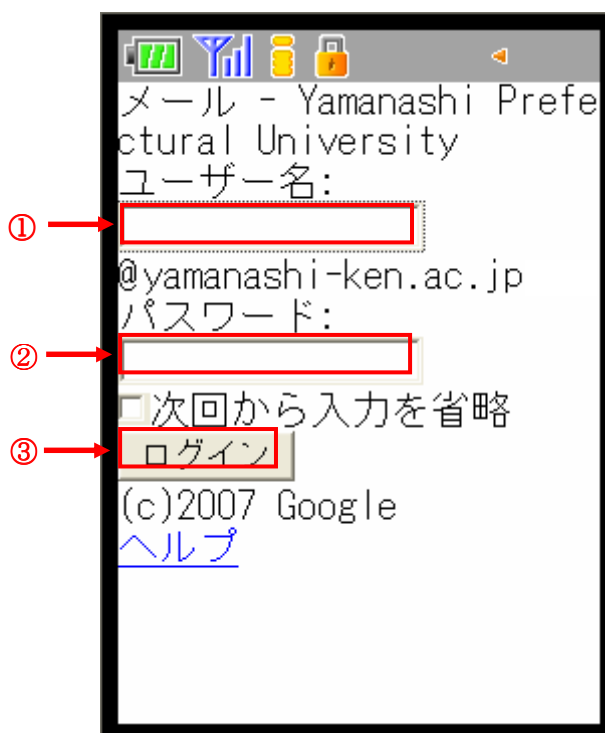 メール - Yamanashi Prefe
ctural University
ユーザー名:
①
@yamanashi-ken.ac.jp
パスワード:
②
次回から入力を省略
③ ログイン
(c)2007 Google
ヘルプ